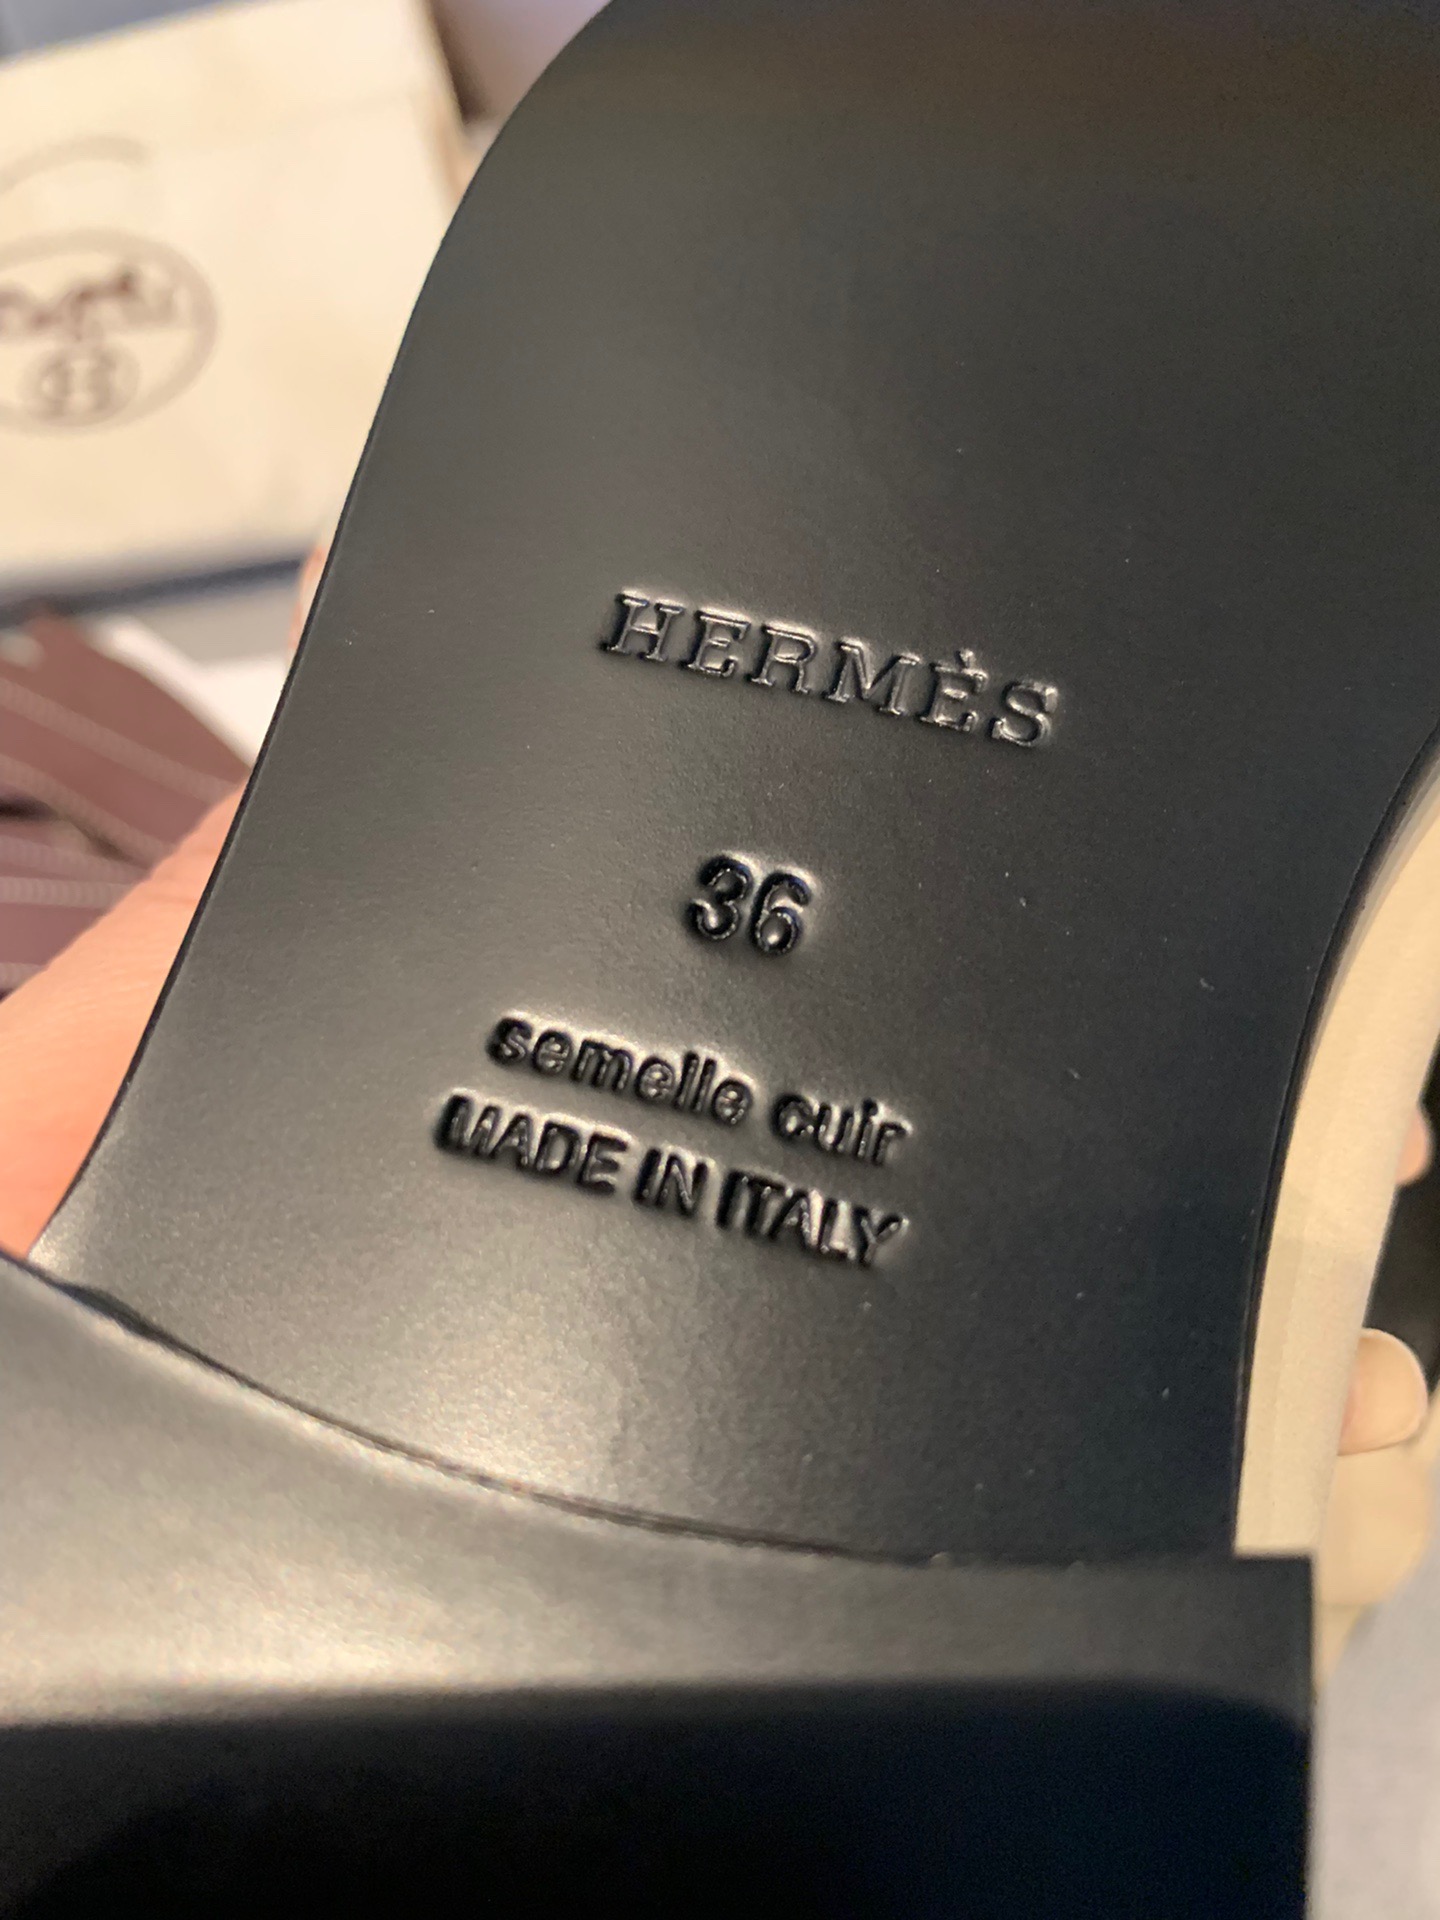 HERMÈS
36
semelle cuir
MADE IN ITALY